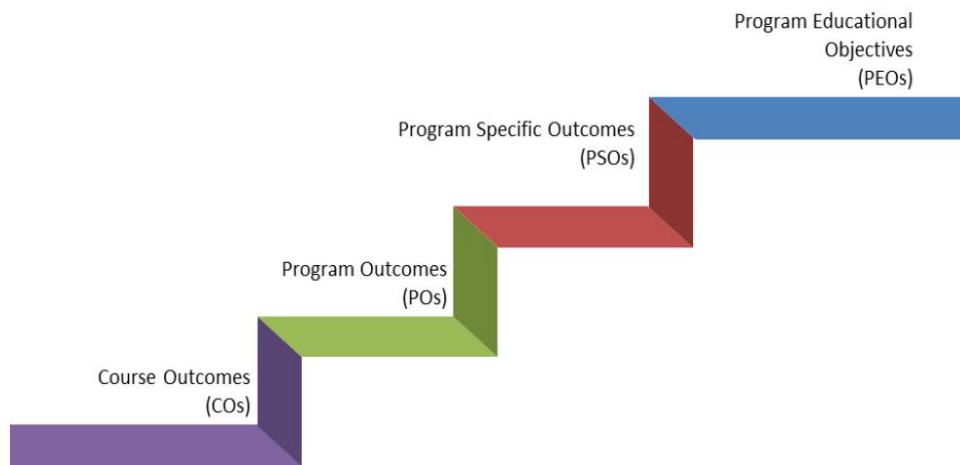 Program Educational
Objectives
(PEOs)
Program Specific Outcomes
(PSOs)
Program Outcomes
(POs)
Course Outcomes
(COs)